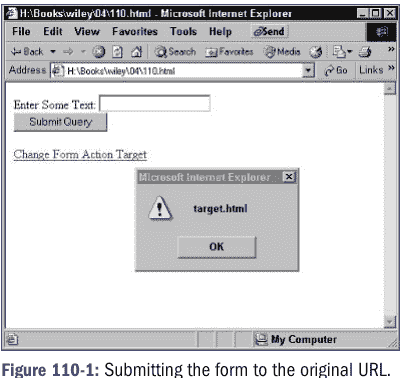 H:\Books\wiley\04\110.html - Microsoft Internet Explorer
File Edit View Favorites Tools Help Send
Back Search Favorites Media »
Address H:\Books\wiley\04\110.html Go Links »
Enter Some Text:
Submit Query
Change Form Action Target
Microsoft Internet Explorer
target.html
OK
My Computer
Figure 110-1: Submitting the form to the original URL.